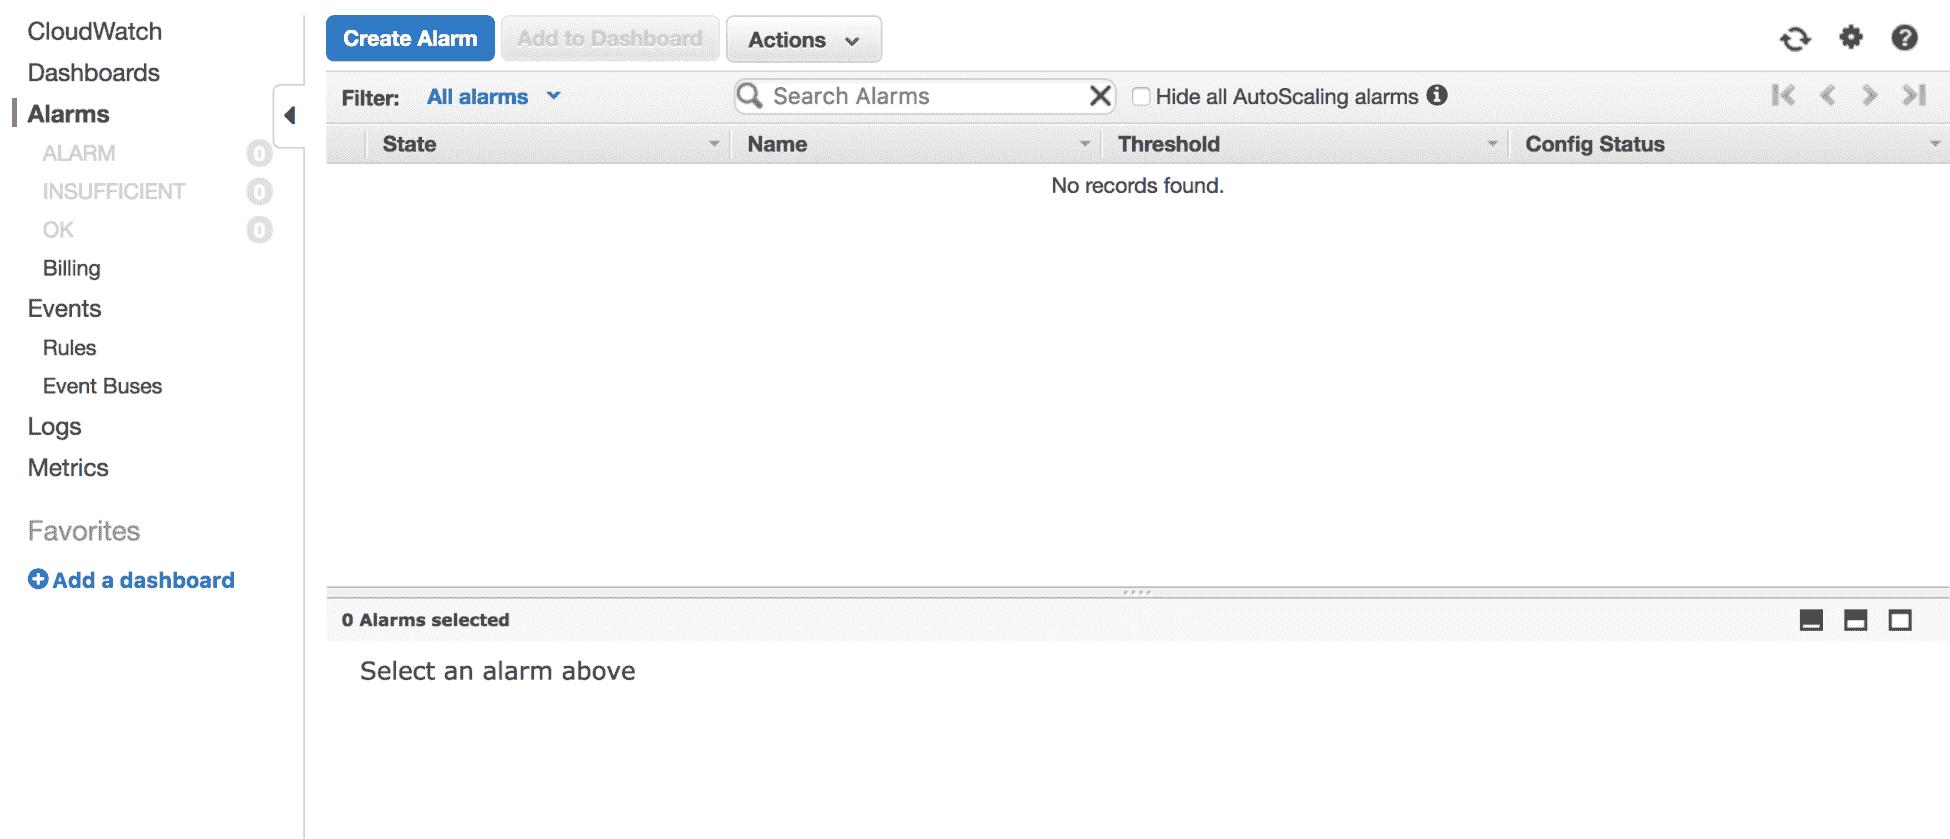 CloudWatch
Dashboards
Alarms
ALARM 0
INSUFFICIENT 0
OK 0
Billing
Events
Rules
Event Buses
Logs
Metrics
Favorites
Add a dashboard
Create Alarm Add to Dashboard Actions
Filter: All alarms Search Alarms Hide all AutoScaling alarms
State Name Threshold Config Status
No records found.
0 Alarms selected
Select an alarm above